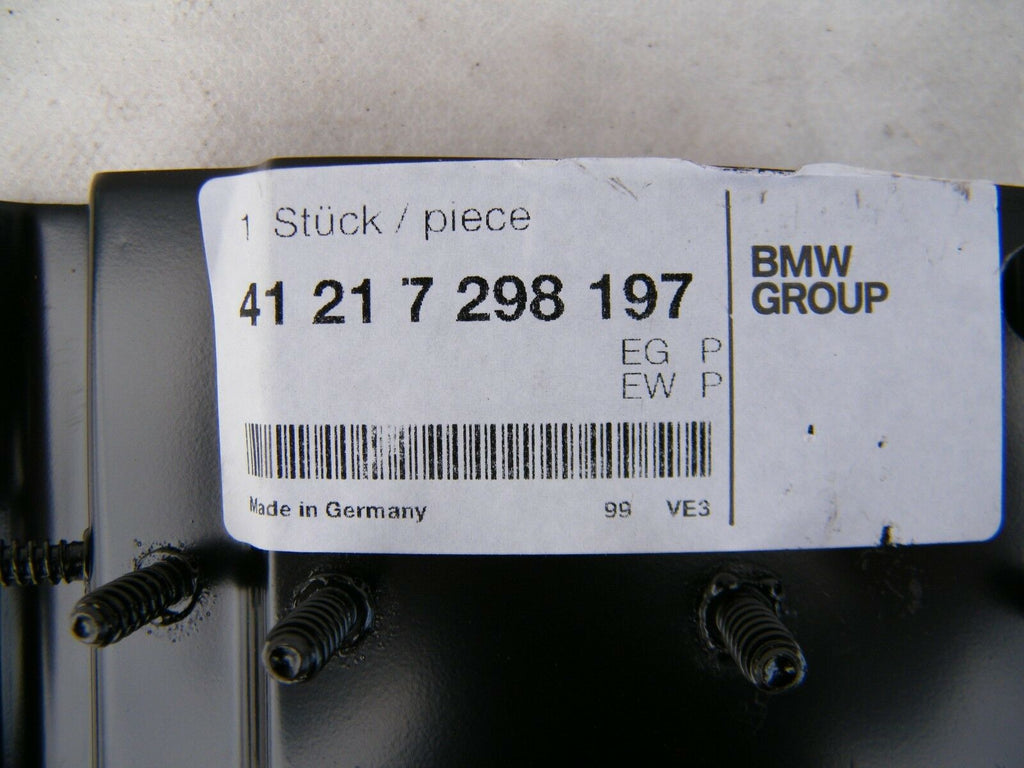 1 Stück / piece
41 21 7 298 197
EG P
EW P
Made in Germany 99 VE3
BMW
GROUP